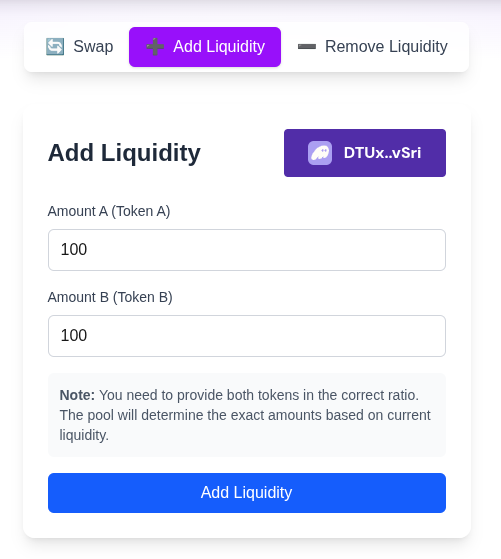 Swap
Add Liquidity
Remove Liquidity
Add Liquidity
DTUx..vSri
Amount A (Token A)
100
Amount B (Token B)
100
Note: You need to provide both tokens in the correct ratio.
The pool will determine the exact amounts based on current
liquidity.
Add Liquidity